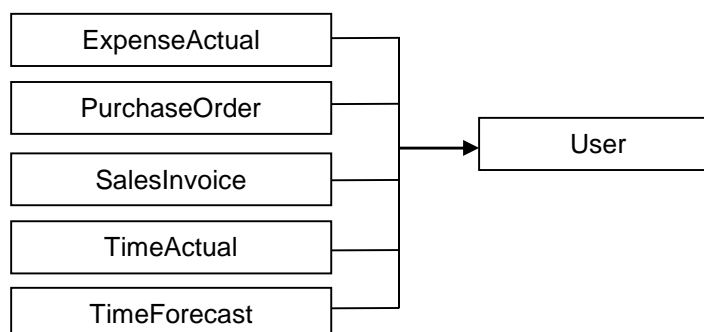 ExpenseActual
PurchaseOrder
User
SalesInvoice
TimeActual
TimeForecast